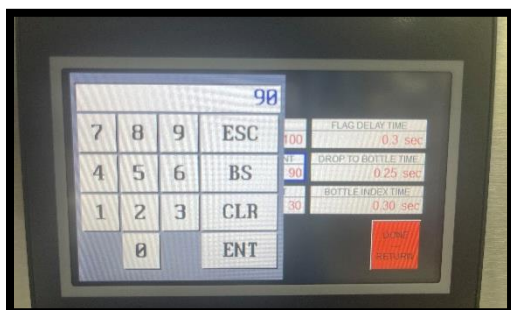 90
7 8 9 ESC
100
FLAG DELAY TIME
0.3 sec
4 5 6 BS
NT
90
DROP TO BOTTLE TIME
0.25 sec
1 2 3 CLR
30
BOTTLE INDEX TIME
0.30 sec
0 ENT
RETURN